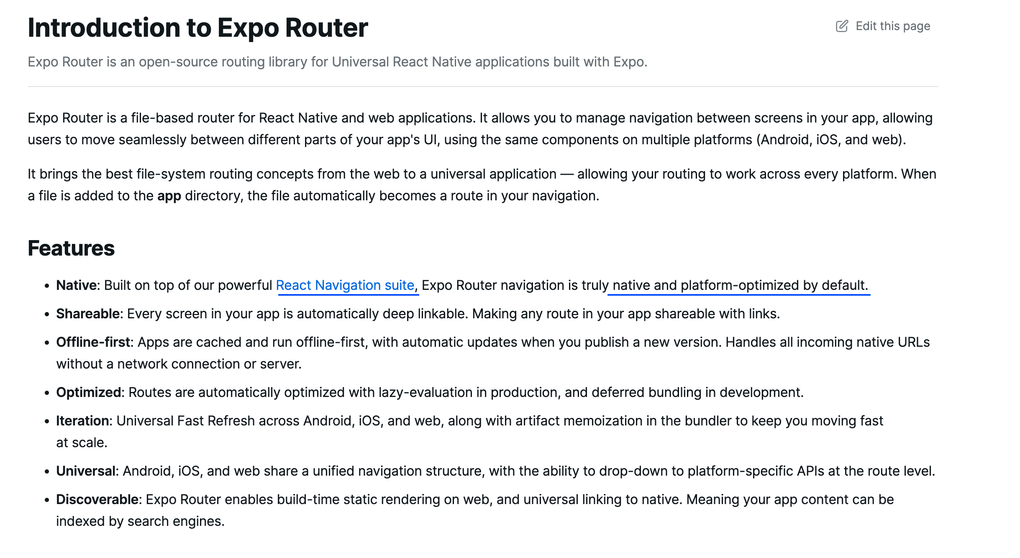 Introduction to Expo Router
Edit this page
Expo Router is an open-source routing library for Universal React Native applications built with Expo.
Expo Router is a file-based router for React Native and web applications. It allows you to manage navigation between screens in your app, allowing
users to move seamlessly between different parts of your app's UI, using the same components on multiple platforms (Android, iOS, and web).
It brings the best file-system routing concepts from the web to a universal application — allowing your routing to work across every platform. When
a file is added to the app directory, the file automatically becomes a route in your navigation.
Features
• Native: Built on top of our powerful React Navigation suite, Expo Router navigation is truly native and platform-optimized by default.
• Shareable: Every screen in your app is automatically deep linkable. Making any route in your app shareable with links.
• Offline-first: Apps are cached and run offline-first, with automatic updates when you publish a new version. Handles all incoming native URLs
without a network connection or server.
• Optimized: Routes are automatically optimized with lazy-evaluation in production, and deferred bundling in development.
• Iteration: Universal Fast Refresh across Android, iOS, and web, along with artifact memoization in the bundler to keep you moving fast
at scale.
• Universal: Android, iOS, and web share a unified navigation structure, with the ability to drop-down to platform-specific APIs at the route level.
• Discoverable: Expo Router enables build-time static rendering on web, and universal linking to native. Meaning your app content can be
indexed by search engines.